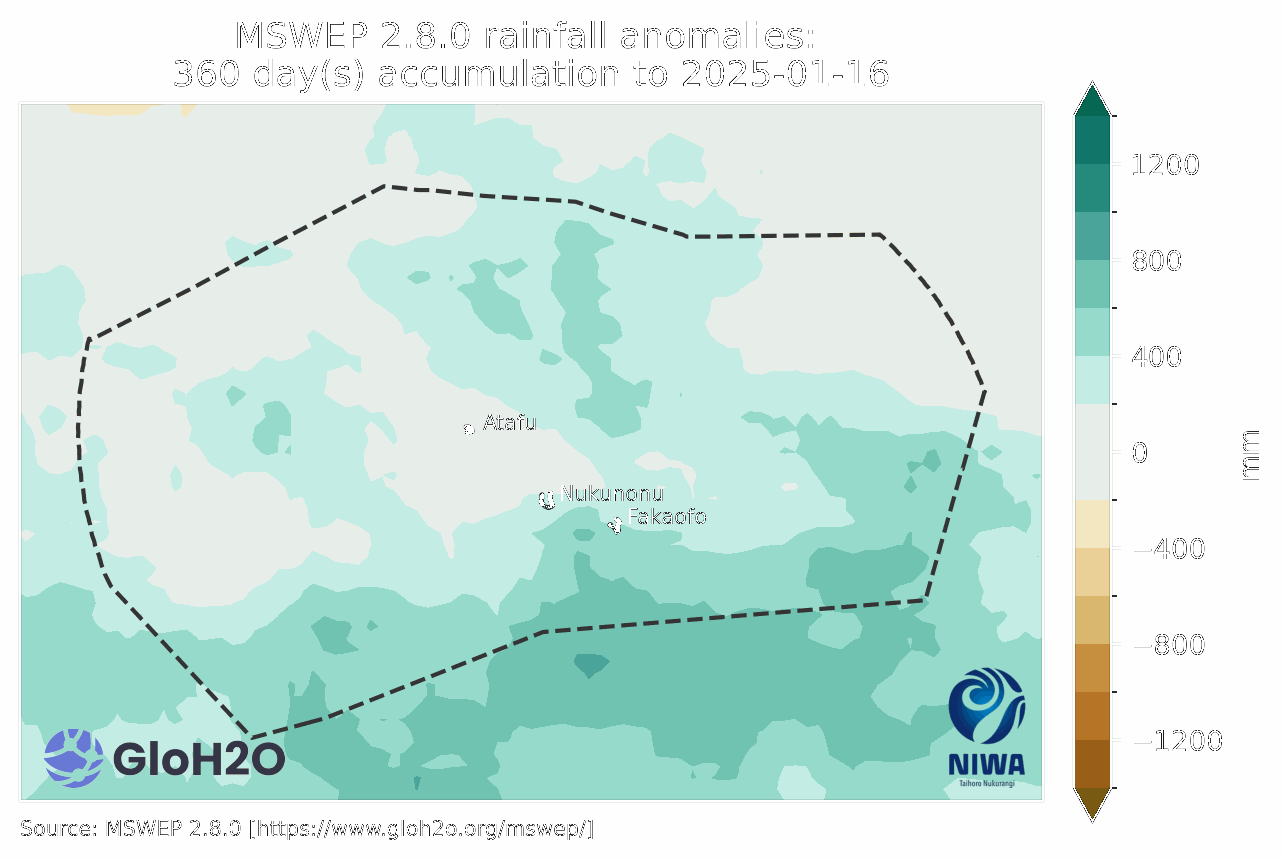 MSWEP 2.8.0 rainfall anomalies:
360 day(s) accumulation to 2025-01-16
1200
800
400
0
−400
−800
−1200
mm
Atafu
Nukunonu
Fakaofo
GloH2O
NIWA
Taihoro Nukurangi
Source: MSWEP 2.8.0 [https://www.gloh2o.org/mswep/]